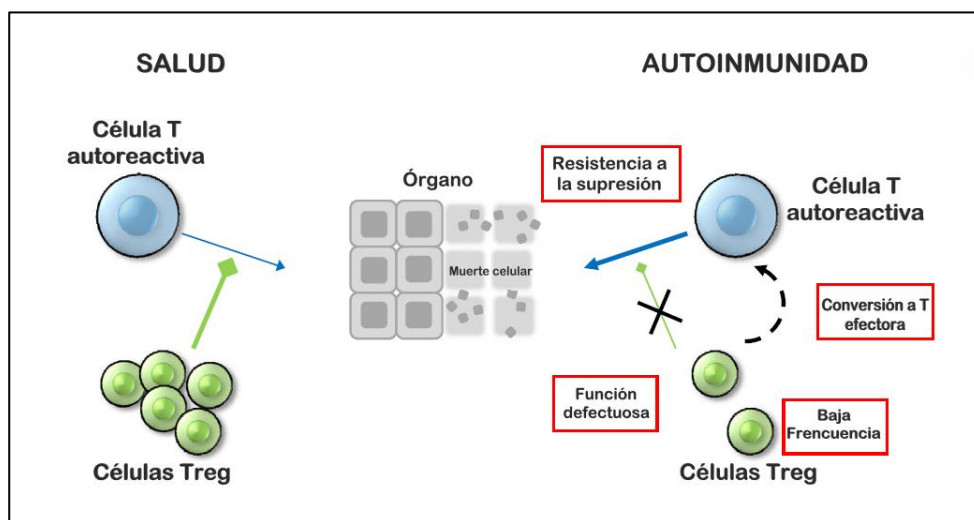 SALUD
Célula T
autoreactiva
Células Treg
Órgano
Muerte celular
AUTOINMUNIDAD
Resistencia a
la supresión
Célula T
autoreactiva
Conversión a T
efectora
Función
defectuosa
Baja
Frencuencia
Células Treg